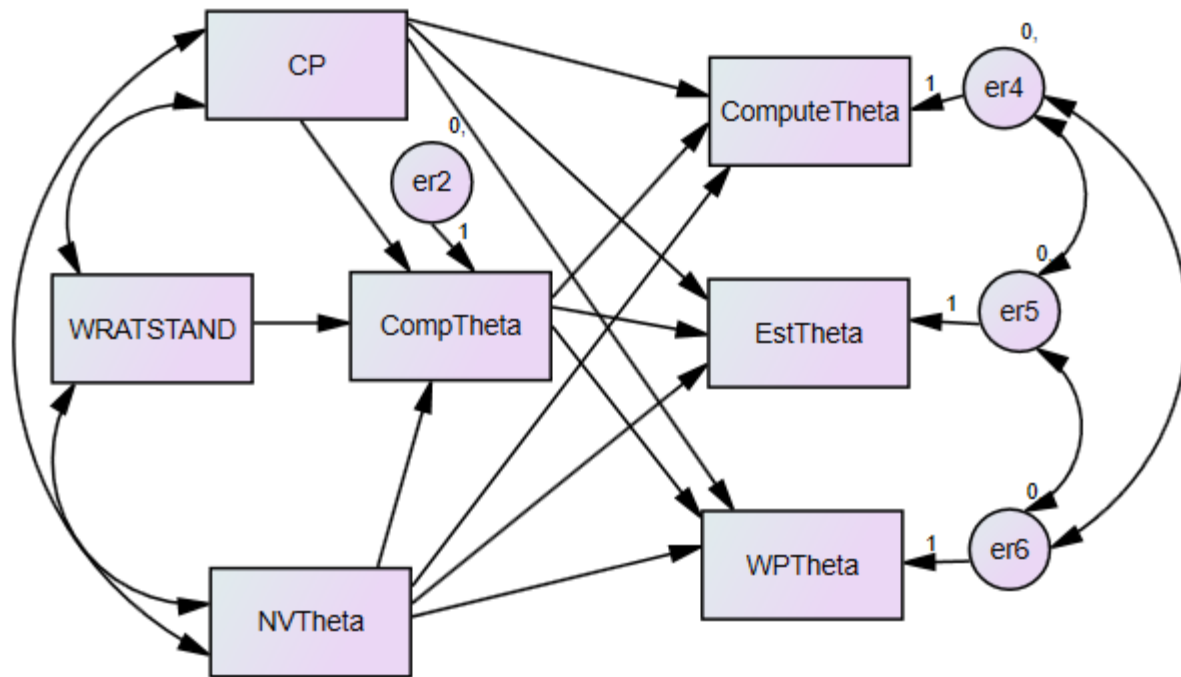 CP
0,
er4
1
ComputeTheta
0,
er2
1
0,
er5
1
WRATSTAND
CompTheta
EstTheta
0,
er6
1
WPTheta
NVTheta